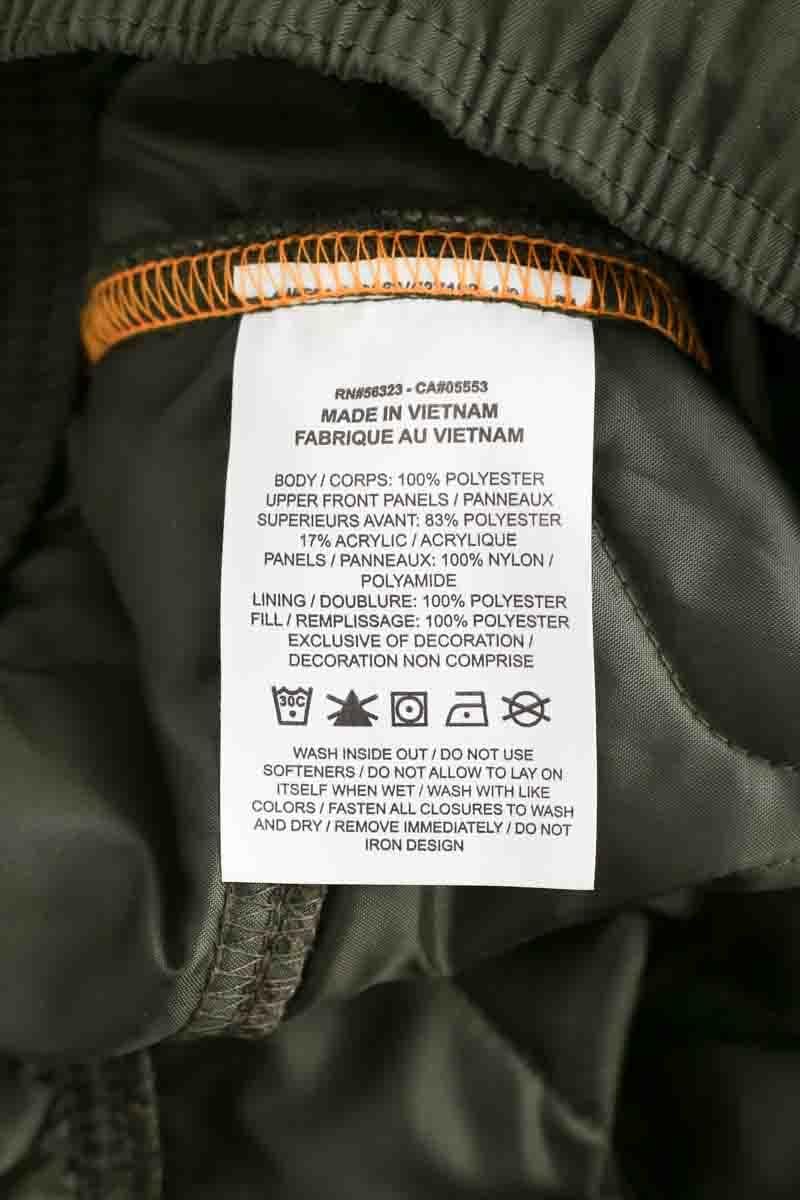 RN#56323 - CA#05553
MADE IN VIETNAM
FABRIQUE AU VIETNAM
BODY / CORPS: 100% POLYESTER
UPPER FRONT PANELS / PANNEAUX
SUPERIEURS AVANT: 83% POLYESTER
17% ACRYLIC / ACRYLIQUE
PANELS / PANNEAUX: 100% NYLON /
POLYAMIDE
LINING / DOUBLURE: 100% POLYESTER
FILL / REMPLISSAGE: 100% POLYESTER
EXCLUSIVE OF DECORATION /
DECORATION NON COMPRISE
30C
WASH INSIDE OUT / DO NOT USE
SOFTENERS / DO NOT ALLOW TO LAY ON
ITSELF WHEN WET / WASH WITH LIKE
COLORS / FASTEN ALL CLOSURES TO WASH
AND DRY / REMOVE IMMEDIATELY / DO NOT
IRON DESIGN